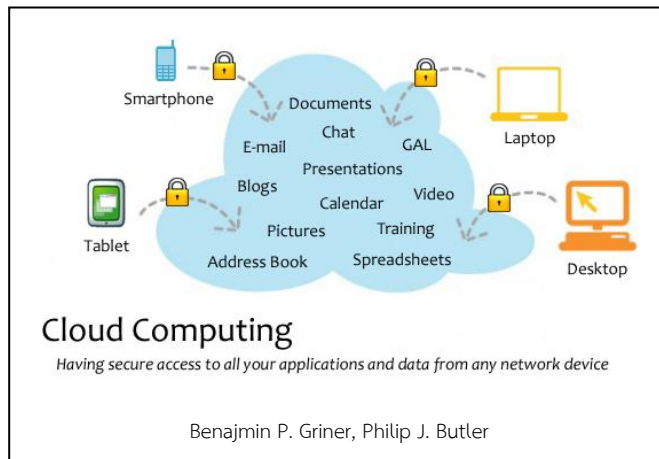 Smartphone
Documents
Chat
E-mail
GAL
Laptop
Presentations
Blogs
Calendar
Video
Tablet
Pictures
Training
Address Book
Spreadsheets
Desktop
Cloud Computing
Having secure access to all your applications and data from any network device
Benajmin P. Griner, Philip J. Butler